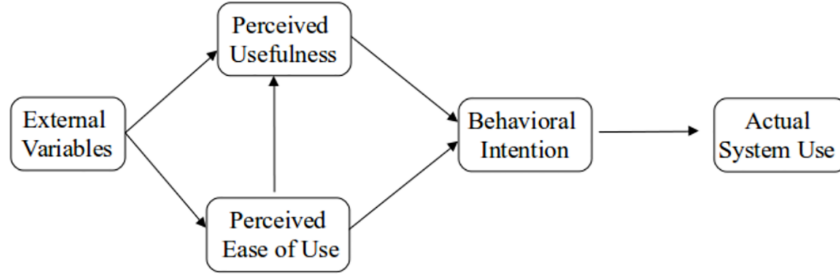 Perceived
Usefulness
External
Variables
Behavioral
Intention
Actual
System Use
Perceived
Ease of Use